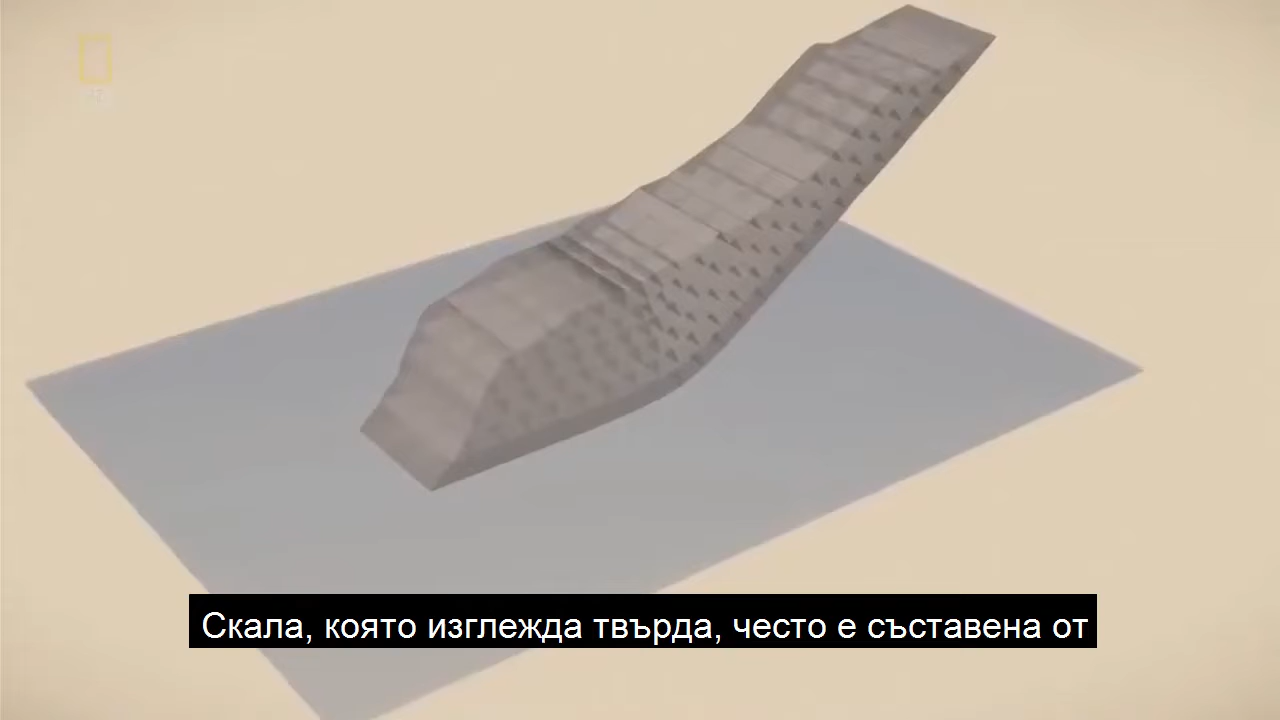 Скала, която изглежда твърда, често е съставена от